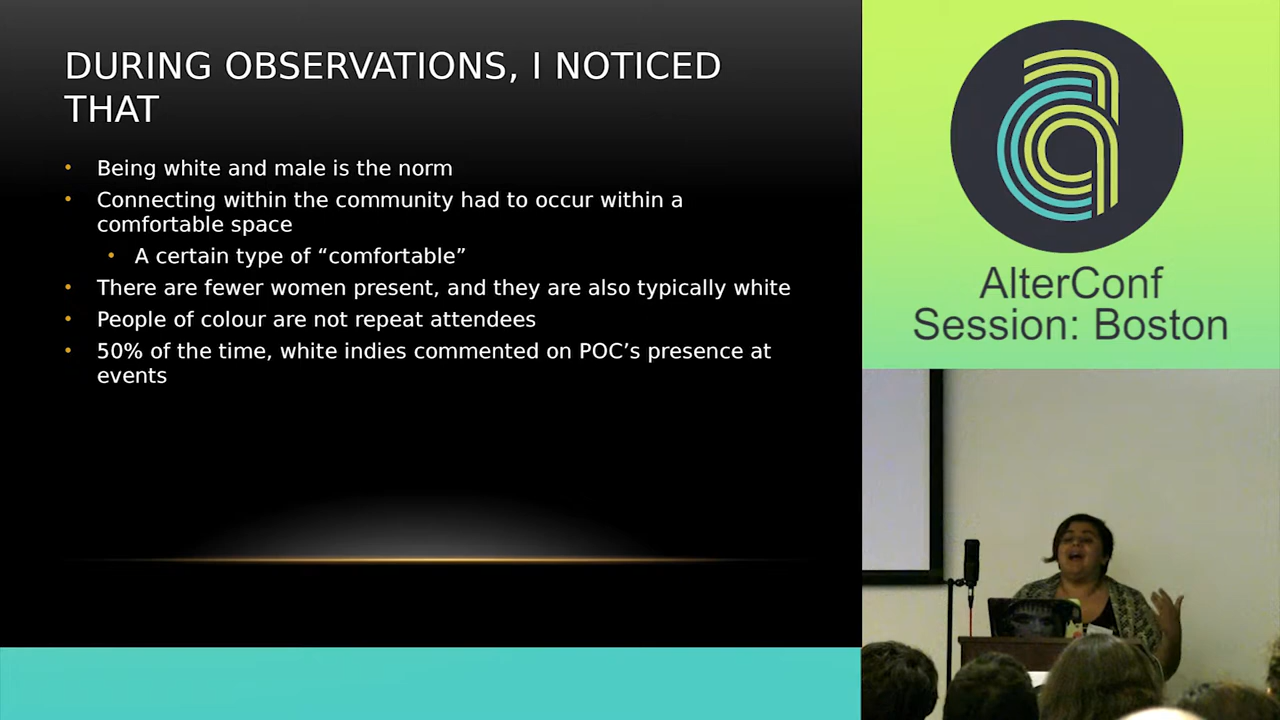 DURING OBSERVATIONS, I NOTICED
THAT
• Being white and male is the norm
• Connecting within the community had to occur within a
comfortable space
• A certain type of “comfortable”
• There are fewer women present, and they are also typically white
• People of colour are not repeat attendees
• 50% of the time, white indies commented on POC’s presence at
events
AlterConf
Session: Boston